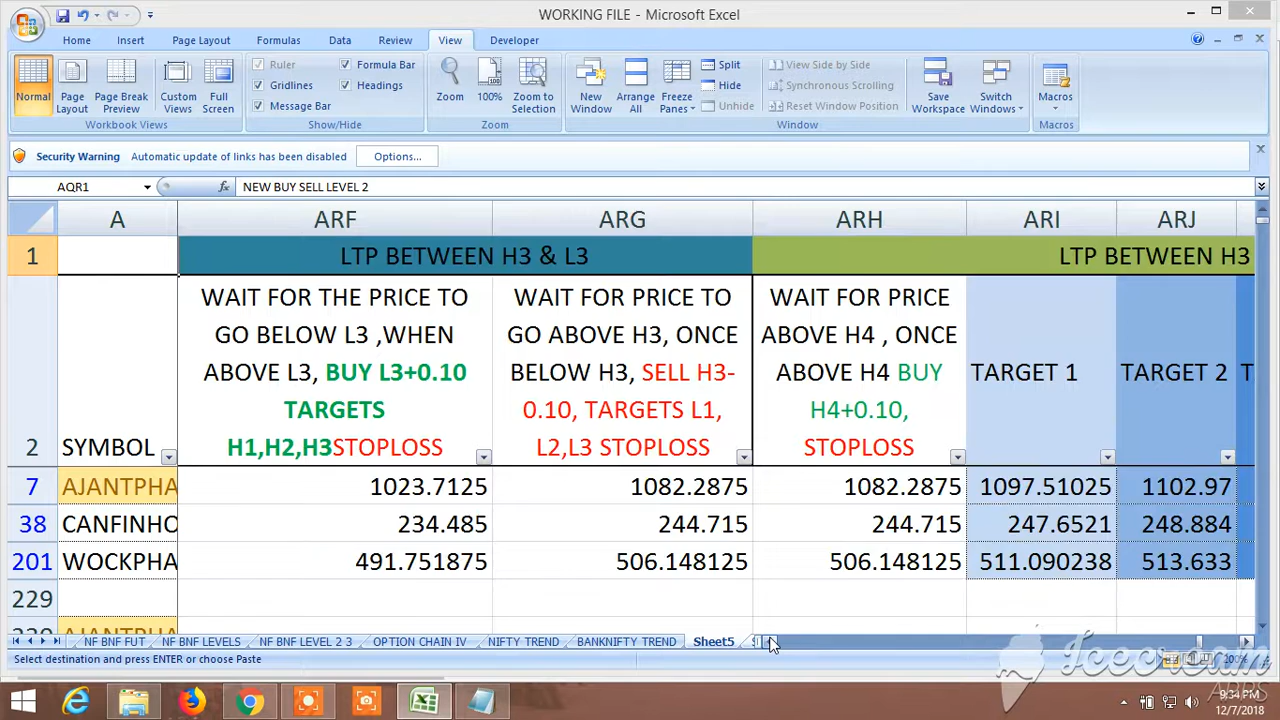 WORKING FILE - Microsoft Excel
Home Insert Page Layout Formulas Data Review View Developer
Normal
Page Layout
Page Break Preview
Custom Views
Full Screen
Workbook Views
Ruler
Formula Bar
Gridlines
Headings
Message Bar
Show/Hide
Zoom
100%
Zoom to Selection
Zoom
New Window
Arrange All
Freeze Panes
Split
Hide
Unhide
View Side by Side
Synchronous Scrolling
Reset Window Position
Window
Save Workspace
Switch Windows
Macros
Macros
Security Warning Automatic update of links has been disabled Options...
AQR1 fx NEW BUY SELL LEVEL 2
A ARF ARG ARH ARI ARJ
1 LTP BETWEEN H3 & L3 LTP BETWEEN H3
WAIT FOR THE PRICE TO
GO BELOW L3 ,WHEN
ABOVE L3, BUY L3+0.10
TARGETS
H1,H2,H3STOPLOSS
WAIT FOR PRICE TO
GO ABOVE H3, ONCE
BELOW H3, SELL H3-
0.10, TARGETS L1,
L2,L3 STOPLOSS
WAIT FOR PRICE
ABOVE H4 , ONCE
ABOVE H4 BUY
H4+0.10,
STOPLOSS
TARGET 1
TARGET 2
T
2 SYMBOL
7 AJANTPHA 1023.7125 1082.2875 1082.2875 1097.51025 1102.97
38 CANFINHO 234.485 244.715 244.715 247.6521 248.884
201 WOCKPHA 491.751875 506.148125 506.148125 511.090238 513.633
229
NF BNF FUT NF BNF LEVELS NF BNF LEVEL 2 3 OPTION CHAIN IV NIFTY TREND BANKNIFTY TREND Sheet5
Select destination and press ENTER or choose Paste
100%
Icecream
APPS
9:34 PM
12/7/2018